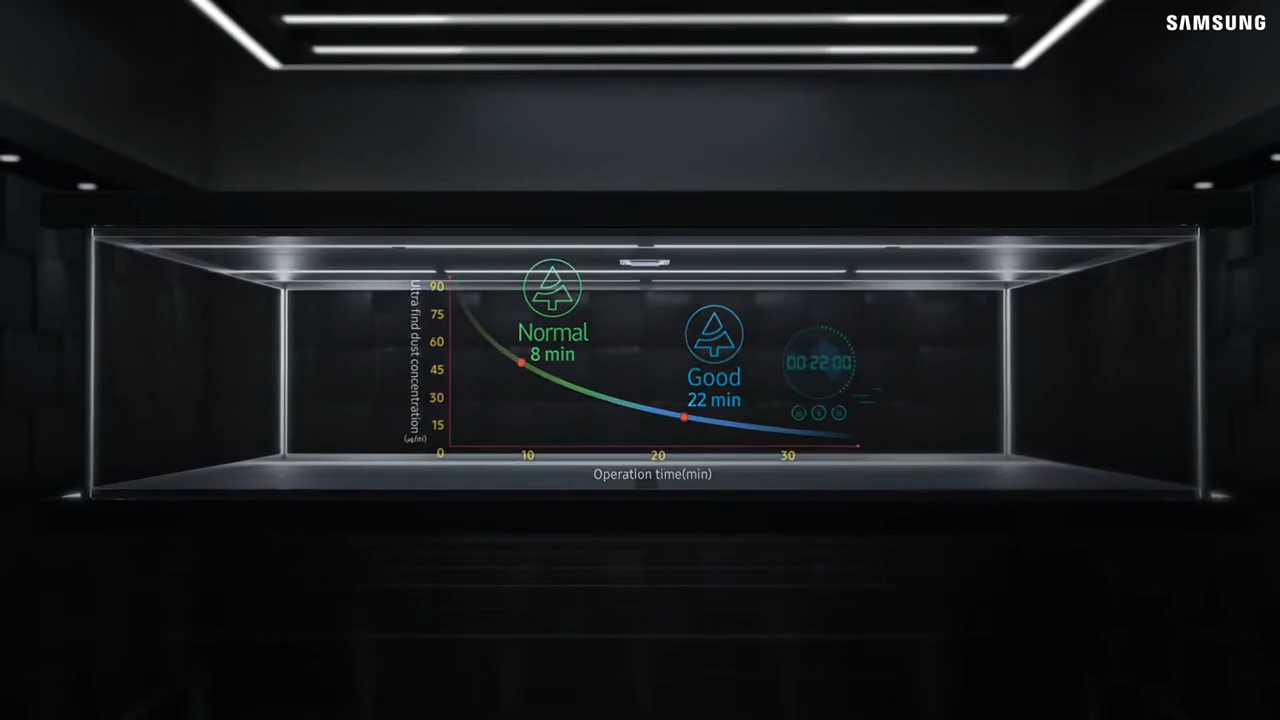 SAMSUNG
Ultra find dust concentration
(㎍/㎥)
90
75
60
45
30
15
0
Normal
8 min
Good
22 min
00:22:00
10
20
30
Operation time(min)